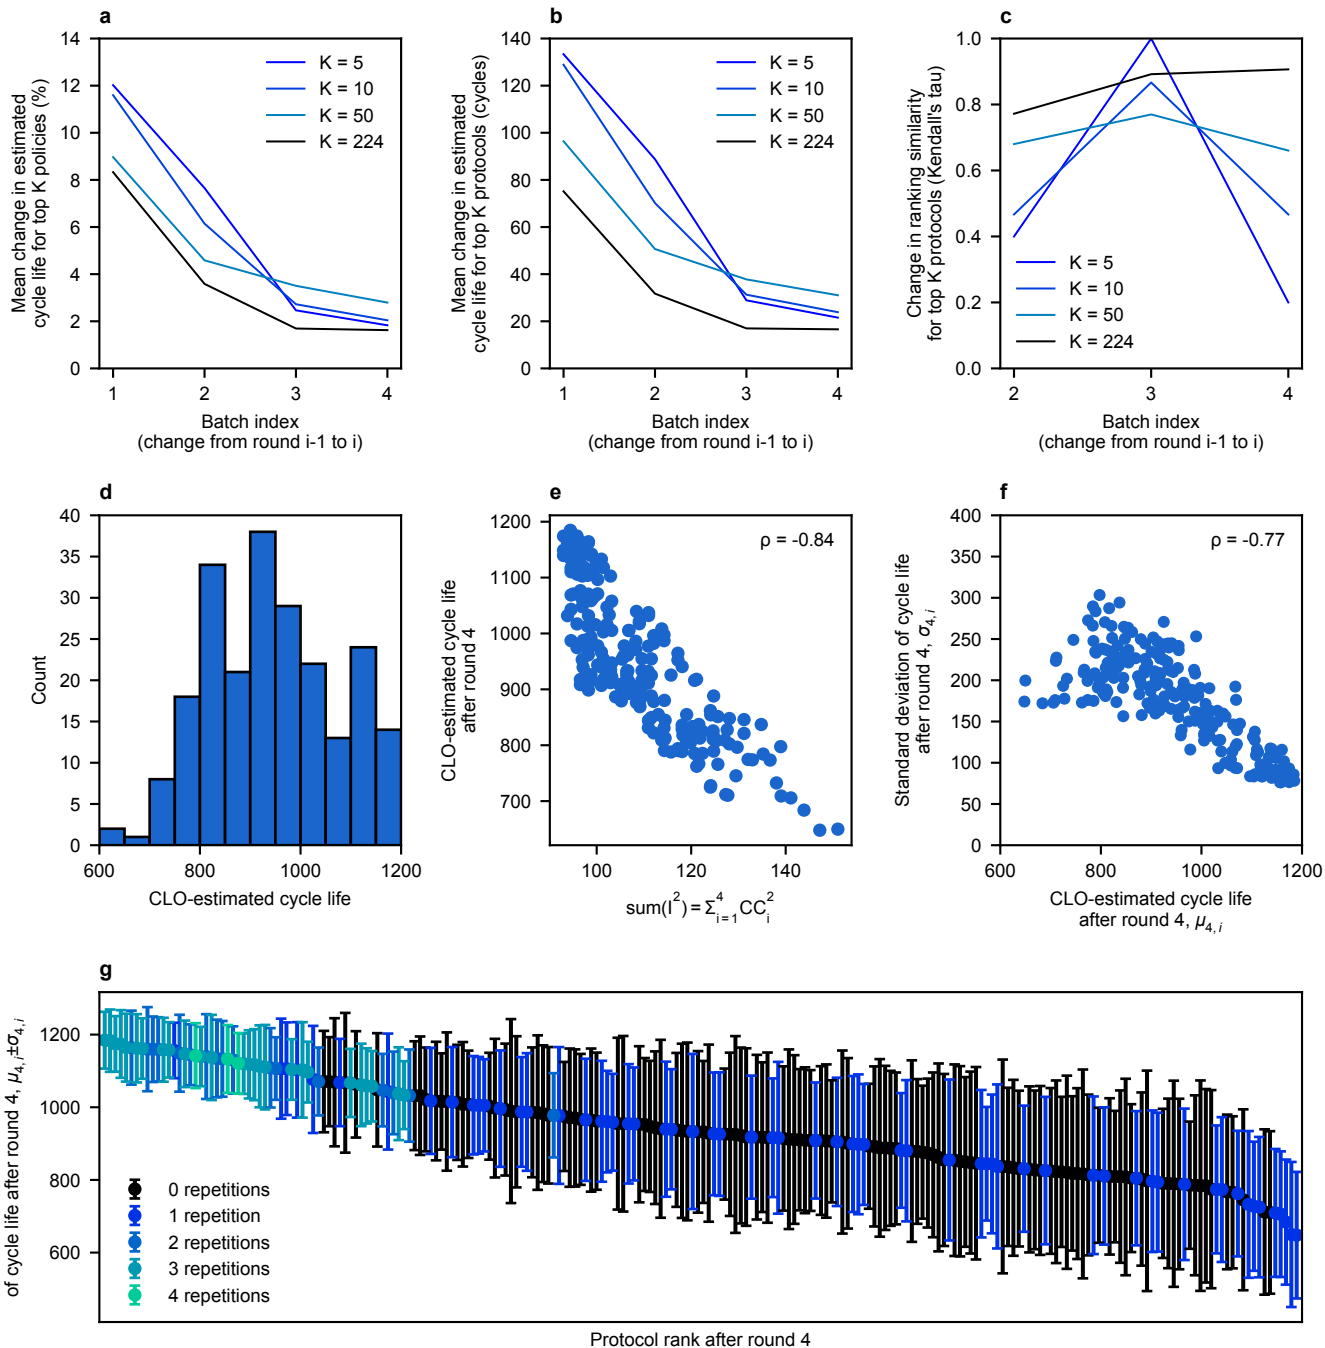 a
Mean change in estimated
cycle life for top K policies (%)
14
12
10
8
6
4
2
0
K = 5
K = 10
K = 50
K = 224
1 2 3 4
Batch index
(change from round i-1 to i)
b
Mean change in estimated
cycle life for top K protocols (cycles)
140
120
100
80
60
40
20
0
K = 5
K = 10
K = 50
K = 224
1 2 3 4
Batch index
(change from round i-1 to i)
c
Change in ranking similarity
for top K protocols (Kendall's tau)
1.0
0.8
0.6
0.4
0.2
0.0
K = 5
K = 10
K = 50
K = 224
2 3 4
Batch index
(change from round i-1 to i)
d
Count
40
35
30
25
20
15
10
5
0
600 800 1000 1200
CLO-estimated cycle life
e
CLO-estimated cycle life
after round 4
1200
1100
1000
900
800
700
ρ = -0.84
100 120 140
sum(I²) = Σ⁴ᵢ₌₁CCᵢ²
f
Standard deviation of cycle life
after round 4, σ₄,ᵢ
400
350
300
250
200
150
100
50
0
ρ = -0.77
600 800 1000 1200
CLO-estimated cycle life
after round 4, μ₄,ᵢ
g
of cycle life after round 4, μ₄,ᵢ±σ₄,ᵢ
1200
1000
800
600
0 repetitions
1 repetition
2 repetitions
3 repetitions
4 repetitions
Protocol rank after round 4